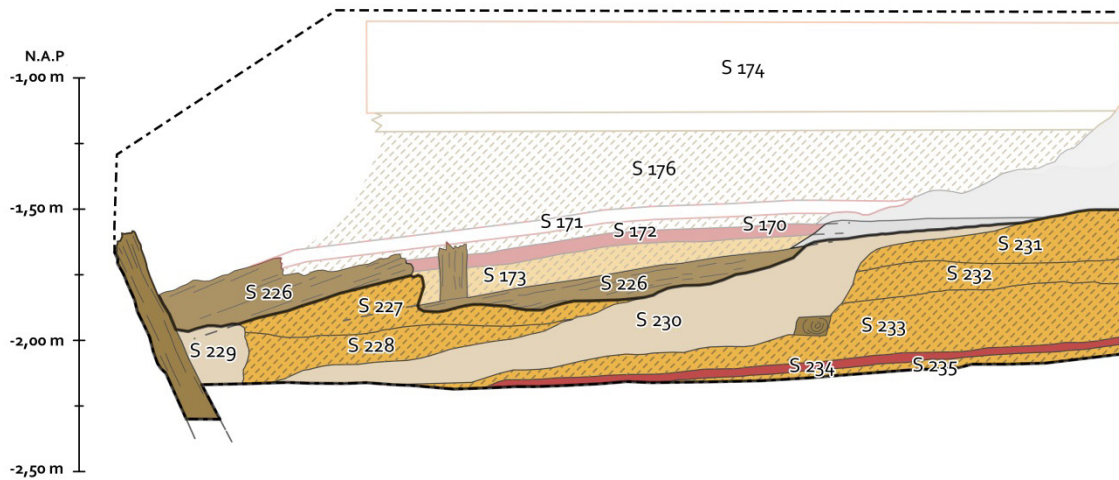 N.A.P
-1,00 m
S 174
S 176
-1,50 m
S 171
S 172
S 170
S 173
S 231
S 226
S 227
S 226
S 232
-2,00 m
S 229
S 228
S 230
S 233
S 234
S 235
-2,50 m